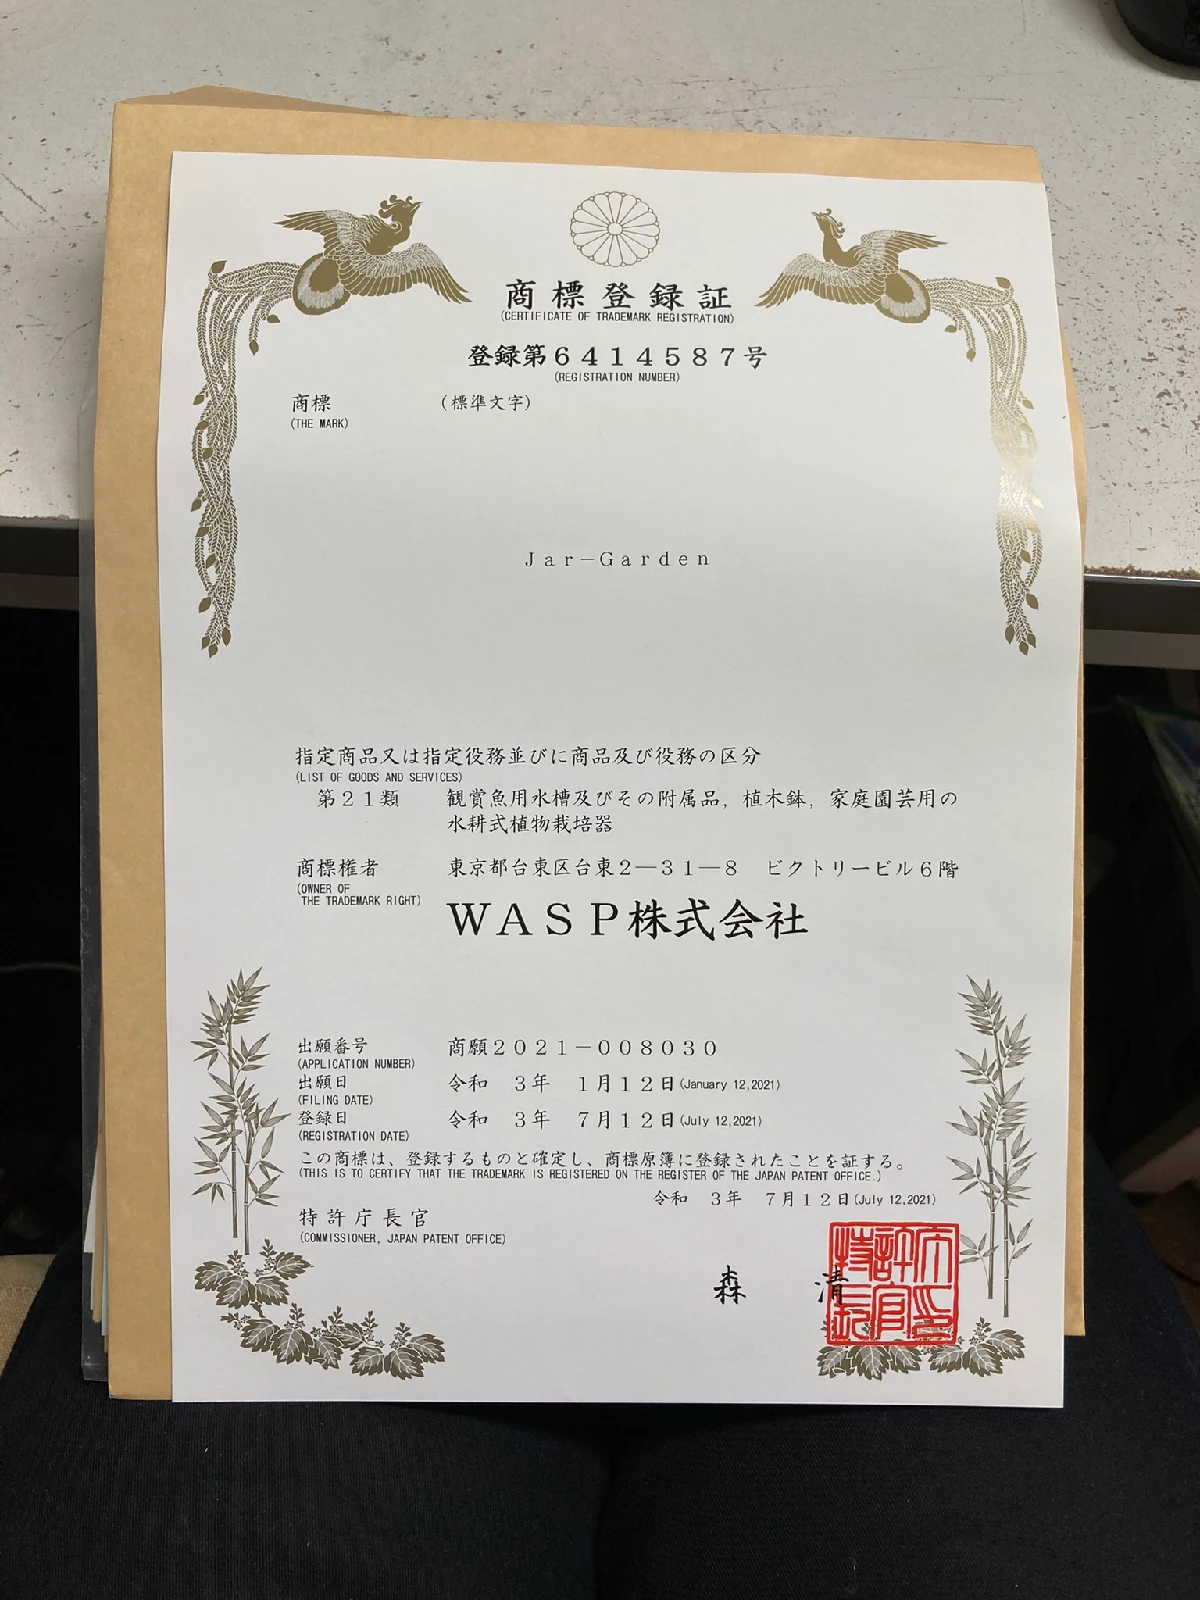 商標登録証
(CERTIFICATE OF TRADEMARK REGISTRATION)
登録第6414587号
(REGISTRATION NUMBER)
商標 (標準文字)
(THE MARK)
Jar-Garden
指定商品又は指定役務並びに商品及び役務の区分
(LIST OF GOODS AND SERVICES)
第21類 観賞魚用水槽及びその附属品，植木鉢，家庭園芸用の
水耕式植物栽培器
商標権者 東京都台東区台東2-31-8 ビクトリービル6階
(OWNER OF
THE TRADEMARK RIGHT)
WASP株式会社
出願番号 商願2021-008030
(APPLICATION NUMBER)
出願日 令和 3年 1月12日(January 12,2021)
(FILING DATE)
登録日 令和 3年 7月12日(July 12,2021)
(REGISTRATION DATE)
この商標は、登録するものと確定し、商標原簿に登録されたことを証する。
(THIS IS TO CERTIFY THAT THE TRADEMARK IS REGISTERED ON THE REGISTER OF THE JAPAN PATENT OFFICE.)
令和 3年 7月12日(July 12,2021)
特許庁長官
(COMMISSIONER, JAPAN PATENT OFFICE)
森 清